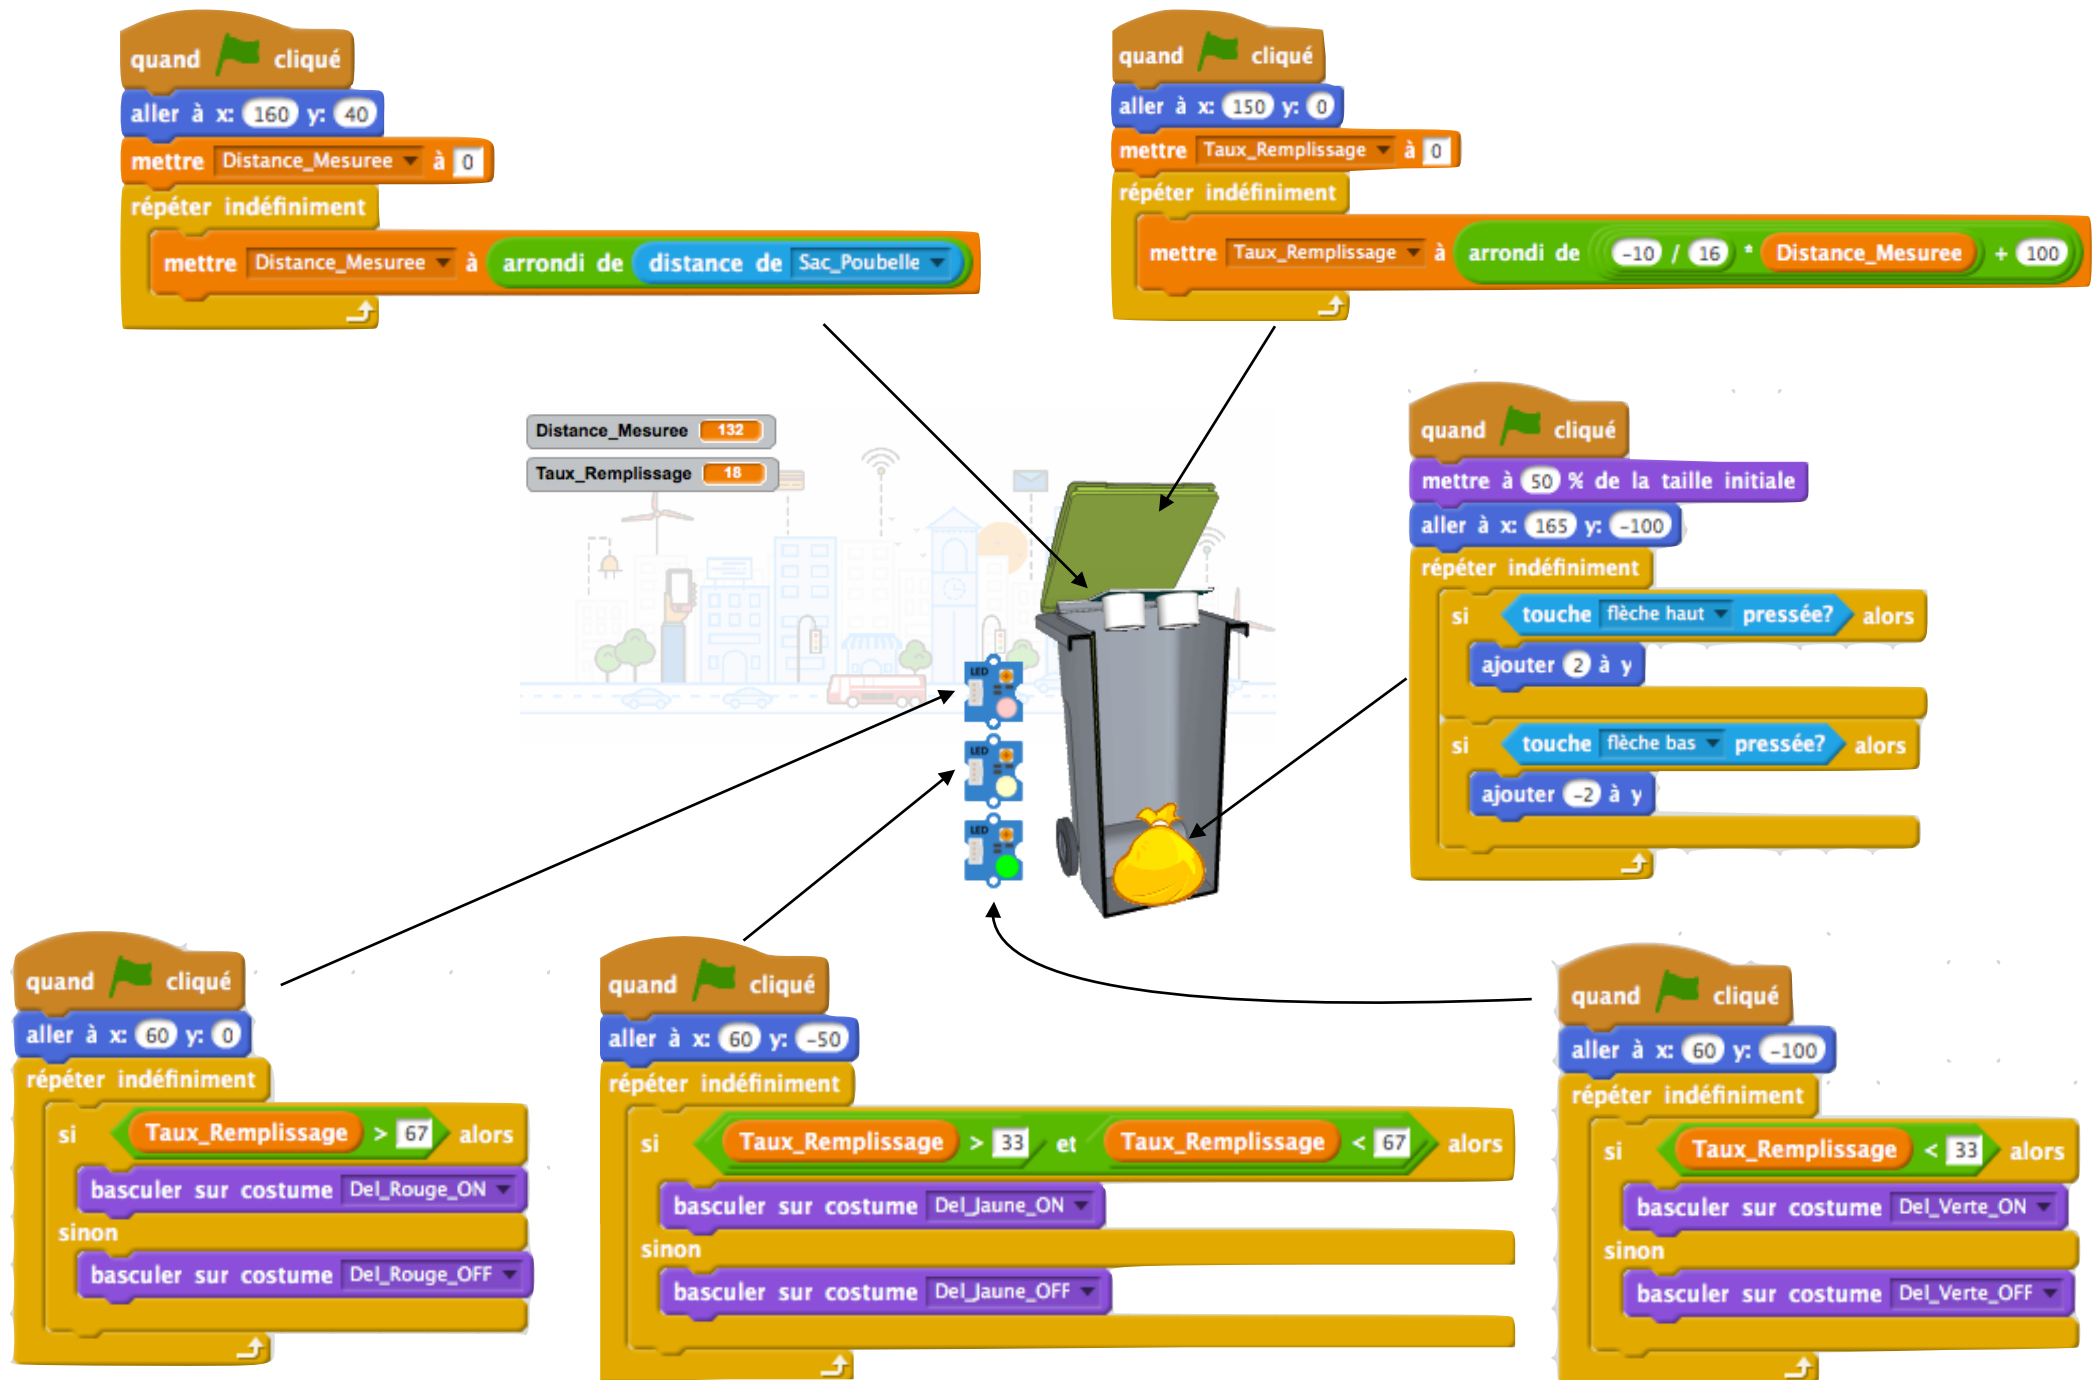 quand cliqué
aller à x: 160 y: 40
mettre Distance_Mesuree à 0
répéter indéfiniment
mettre Distance_Mesuree à arrondi de distance de Sac_Poubelle
quand cliqué
aller à x: 150 y: 0
mettre Taux_Remplissage à 0
répéter indéfiniment
mettre Taux_Remplissage à arrondi de -10 / 16 * Distance_Mesuree + 100
Distance_Mesuree 132
Taux_Remplissage 18
LED
LED
LED
quand cliqué
mettre à 50 % de la taille initiale
aller à x: 165 y: -100
répéter indéfiniment
si touche flèche haut pressée? alors
ajouter 2 à y
si touche flèche bas pressée? alors
ajouter -2 à y
quand cliqué
aller à x: 60 y: 0
répéter indéfiniment
si Taux_Remplissage > 67 alors
basculer sur costume Del_Rouge_ON
sinon
basculer sur costume Del_Rouge_OFF
quand cliqué
aller à x: 60 y: -50
répéter indéfiniment
si Taux_Remplissage > 33 et Taux_Remplissage < 67 alors
basculer sur costume Del_Jaune_ON
sinon
basculer sur costume Del_Jaune_OFF
quand cliqué
aller à x: 60 y: -100
répéter indéfiniment
si Taux_Remplissage < 33 alors
basculer sur costume Del_Verte_ON
sinon
basculer sur costume Del_Verte_OFF